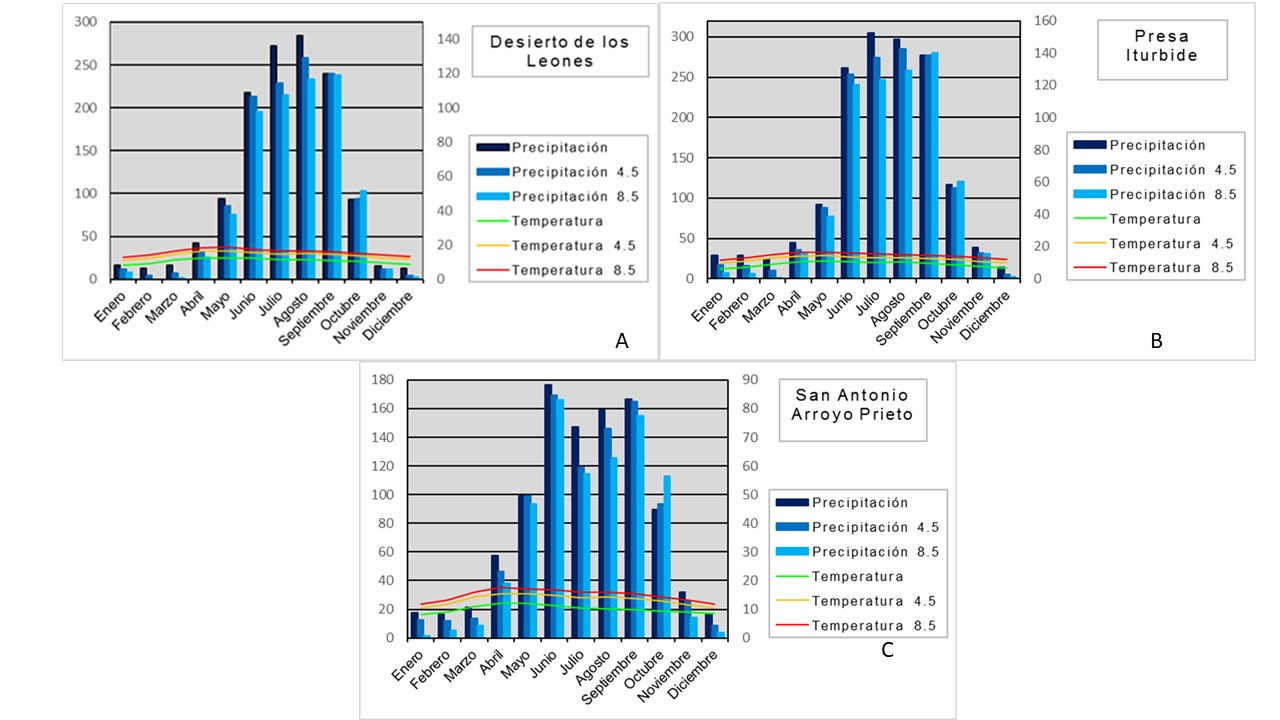 Desierto de los
Leones
300
250
200
150
100
50
0
140
120
100
80
60
40
20
0
Precipitación
Precipitación 4.5
Precipitación 8.5
Temperatura
Temperatura 4.5
Temperatura 8.5
Enero
Febrero
Marzo
Abril
Mayo
Junio
Julio
Agosto
Septiembre
Octubre
Noviembre
Diciembre
A
Presa
Iturbide
300
250
200
150
100
50
0
160
140
120
100
80
60
40
20
0
Precipitación
Precipitación 4.5
Precipitación 8.5
Temperatura
Temperatura 4.5
Temperatura 8.5
Enero
Febrero
Marzo
Abril
Mayo
Junio
Julio
Agosto
Septiembre
Octubre
Noviembre
Diciembre
B
San Antonio
Arroyo Prieto
180
160
140
120
100
80
60
40
20
0
90
80
70
60
50
40
30
20
10
0
Precipitación
Precipitación 4.5
Precipitación 8.5
Temperatura
Temperatura 4.5
Temperatura 8.5
Enero
Febrero
Marzo
Abril
Mayo
Junio
Julio
Agosto
Septiembre
Octubre
Noviembre
Diciembre
C